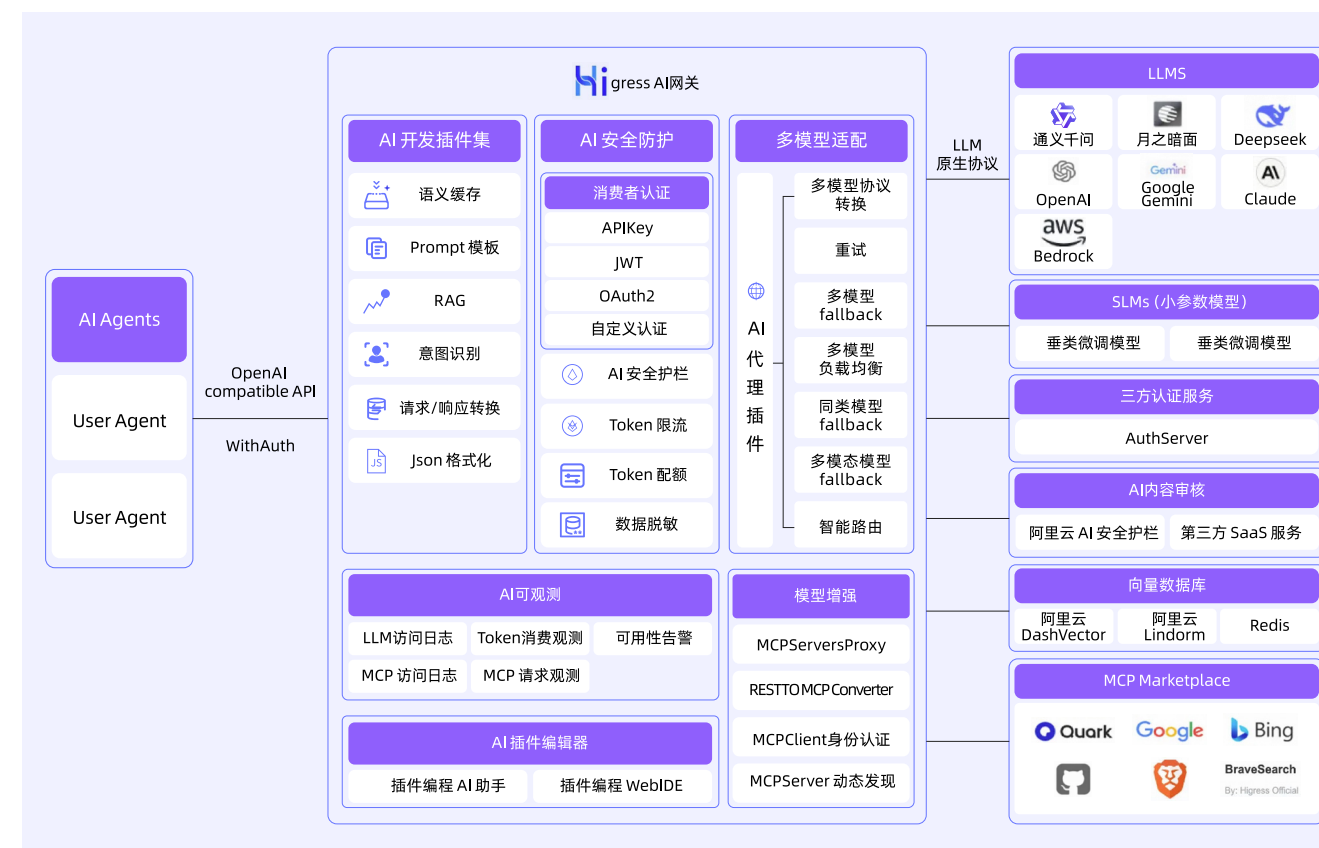 Higress AI网关
AI Agents
User Agent
User Agent
OpenAI
compatible API
WithAuth
AI 开发插件集
语义缓存
Prompt 模板
RAG
意图识别
请求/响应转换
JS
Json 格式化
AI 安全防护
消费者认证
APIKey
JWT
OAuth2
自定义认证
AI 安全护栏
Token 限流
Token 配额
数据脱敏
多模型适配
AI
代
理
插
件
多模型协议
转换
重试
多模型
fallback
多模型
负载均衡
同类模型
fallback
多模态模型
fallback
智能路由
AI可观测
LLM访问日志
Token消费观测
可用性告警
MCP 访问日志
MCP 请求观测
AI 插件编辑器
插件编程 AI 助手
插件编程 WebIDE
模型增强
MCPServersProxy
RESTTO MCP Converter
MCPClient身份认证
MCPServer 动态发现
LLM
原生协议
LLMS
通义千问
月之暗面
Deepseek
OpenAI
Gemini
Google
Gemini
A\
Claude
aws
Bedrock
SLMs (小参数模型)
垂类微调模型
垂类微调模型
三方认证服务
AuthServer
AI内容审核
阿里云 AI 安全护栏
第三方 SaaS 服务
向量数据库
阿里云
DashVector
阿里云
Lindorm
Redis
MCP Marketplace
Quark
Google
Bing
BraveSearch
By: Higress Official